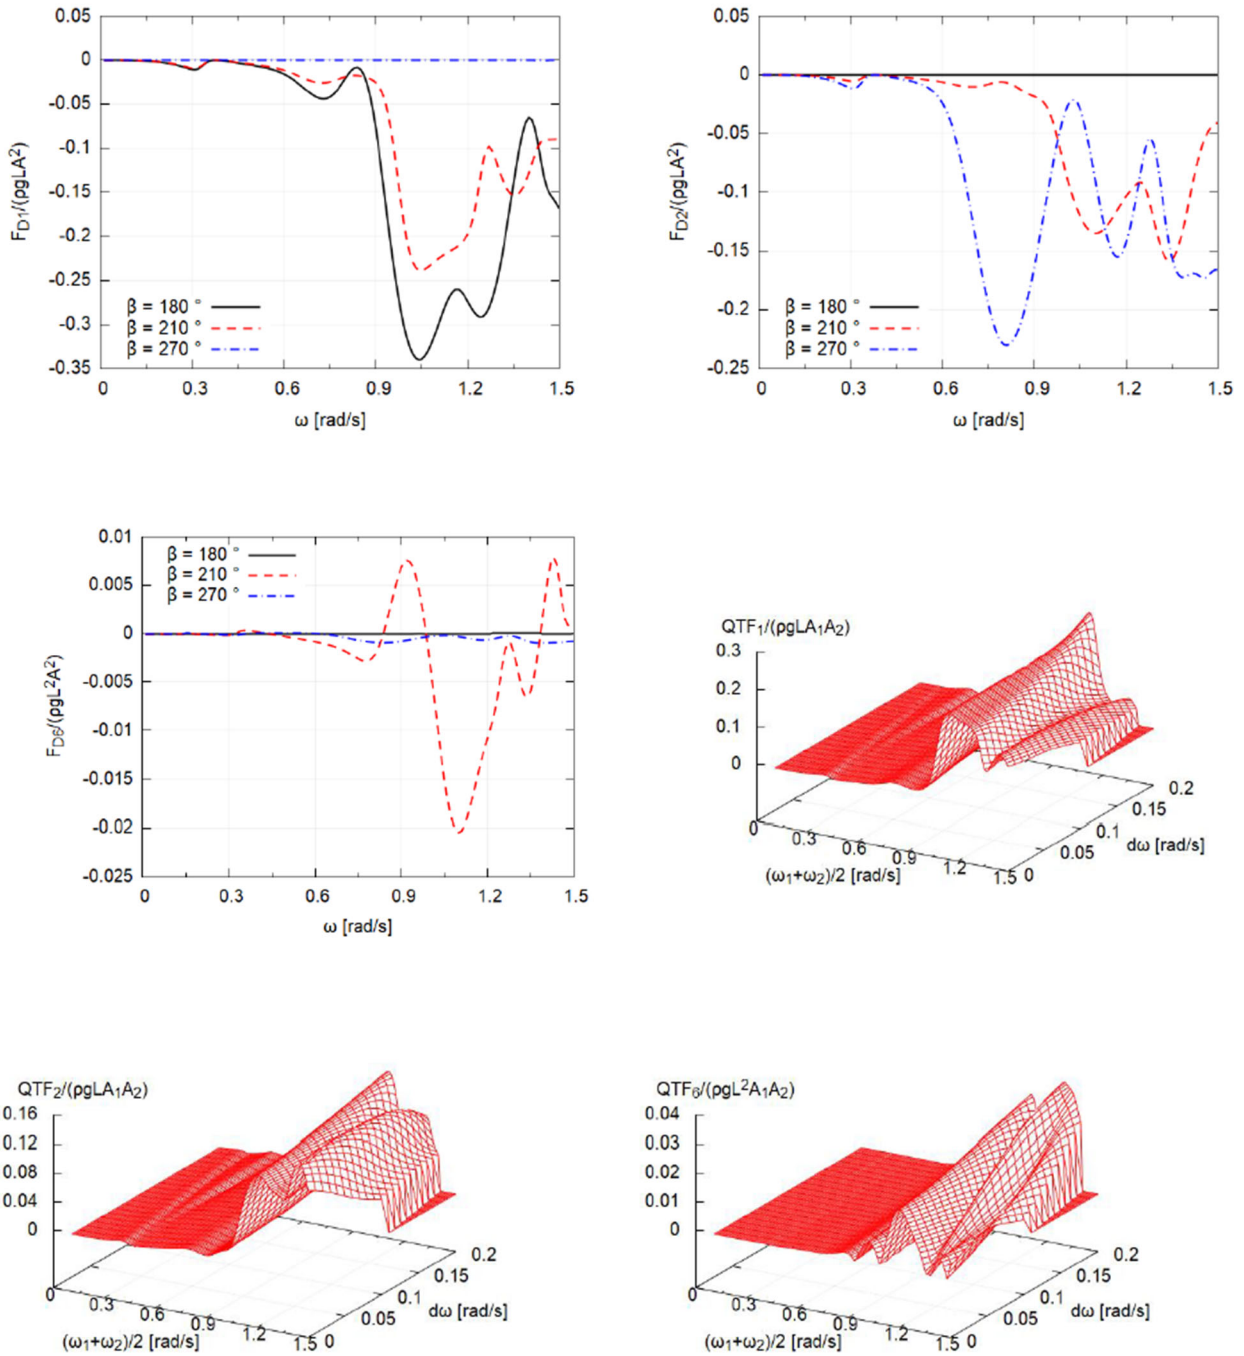 0.05
0
-0.05
-0.1
-0.15
-0.2
-0.25
-0.3
-0.35
F_D1/(ρgLA²)
β = 180 °
β = 210 °
β = 270 °
0 0.3 0.6 0.9 1.2 1.5
ω [rad/s]
0.05
0
-0.05
-0.1
-0.15
-0.2
-0.25
F_D2/(ρgLA²)
β = 180 °
β = 210 °
β = 270 °
0 0.3 0.6 0.9 1.2 1.5
ω [rad/s]
0.01
0.005
0
-0.005
-0.01
-0.015
-0.02
-0.025
F_D6/(ρgL²A²)
β = 180 °
β = 210 °
β = 270 °
0 0.3 0.6 0.9 1.2 1.5
ω [rad/s]
QTF₁/(ρgLA₁A₂)
0.3
0.2
0.1
0
0 0.3 0.6 0.9 1.2 1.5
(ω₁+ω₂)/2 [rad/s]
0 0.05 0.1 0.15 0.2
dω [rad/s]
QTF₂/(ρgLA₁A₂)
0.16
0.12
0.08
0.04
0
0 0.3 0.6 0.9 1.2 1.5
(ω₁+ω₂)/2 [rad/s]
0 0.05 0.1 0.15 0.2
dω [rad/s]
QTF₆/(ρgL²A₁A₂)
0.04
0.03
0.02
0.01
0
0 0.3 0.6 0.9 1.2 1.5
(ω₁+ω₂)/2 [rad/s]
0 0.05 0.1 0.15 0.2
dω [rad/s]